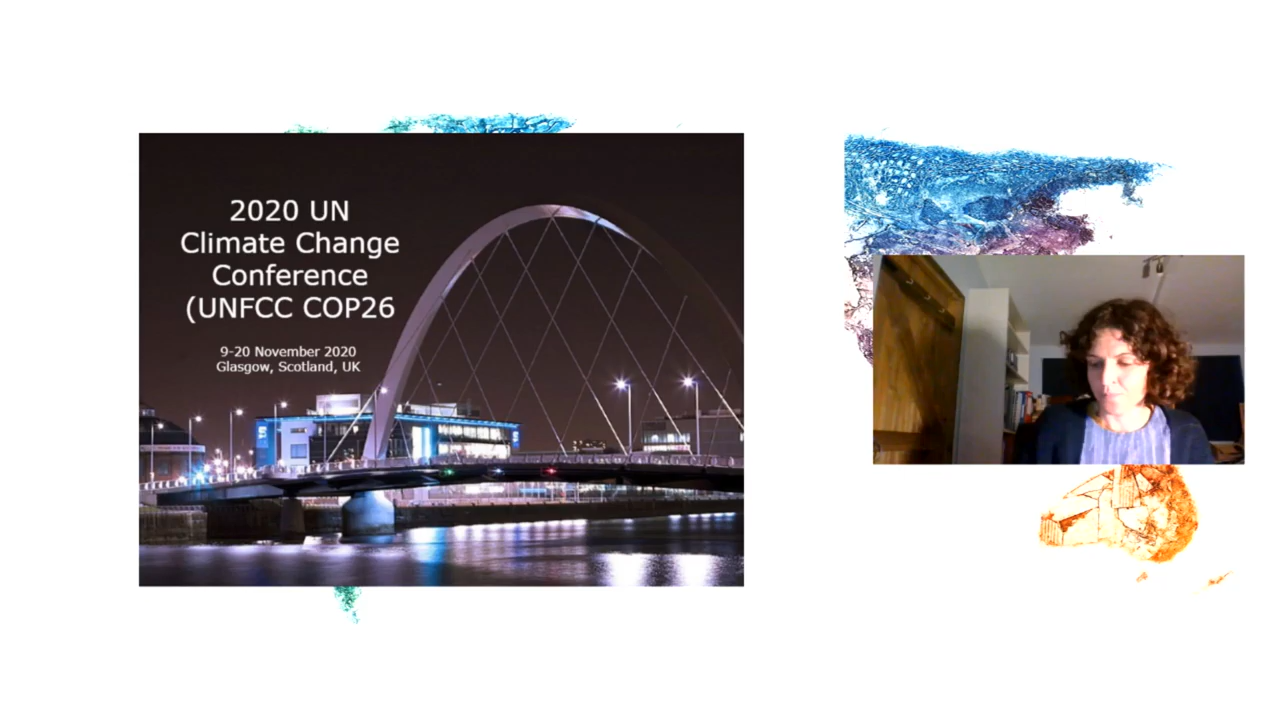 2020 UN
Climate Change
Conference
(UNFCC COP26
9-20 November 2020
Glasgow, Scotland, UK